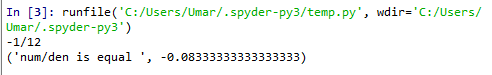 In [3]: runfile('C:/Users/Umar/.spyder-py3/temp.py', wdir='C:/Users/
Umar/.spyder-py3')
-1/12
('num/den is equal ', -0.08333333333333333)